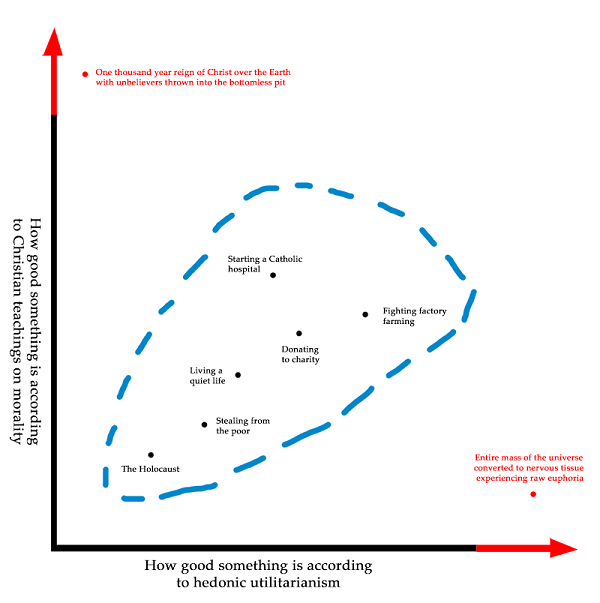 One thousand year reign of Christ over the Earth
with unbelievers thrown into the bottomless pit
How good something is according
to Christian teachings on morality
Starting a Catholic
hospital
Fighting factory
farming
Donating
to charity
Living a
quiet life
Stealing from
the poor
The Holocaust
Entire mass of the universe
converted to nervous tissue
experiencing raw euphoria
How good something is according
to hedonic utilitarianism